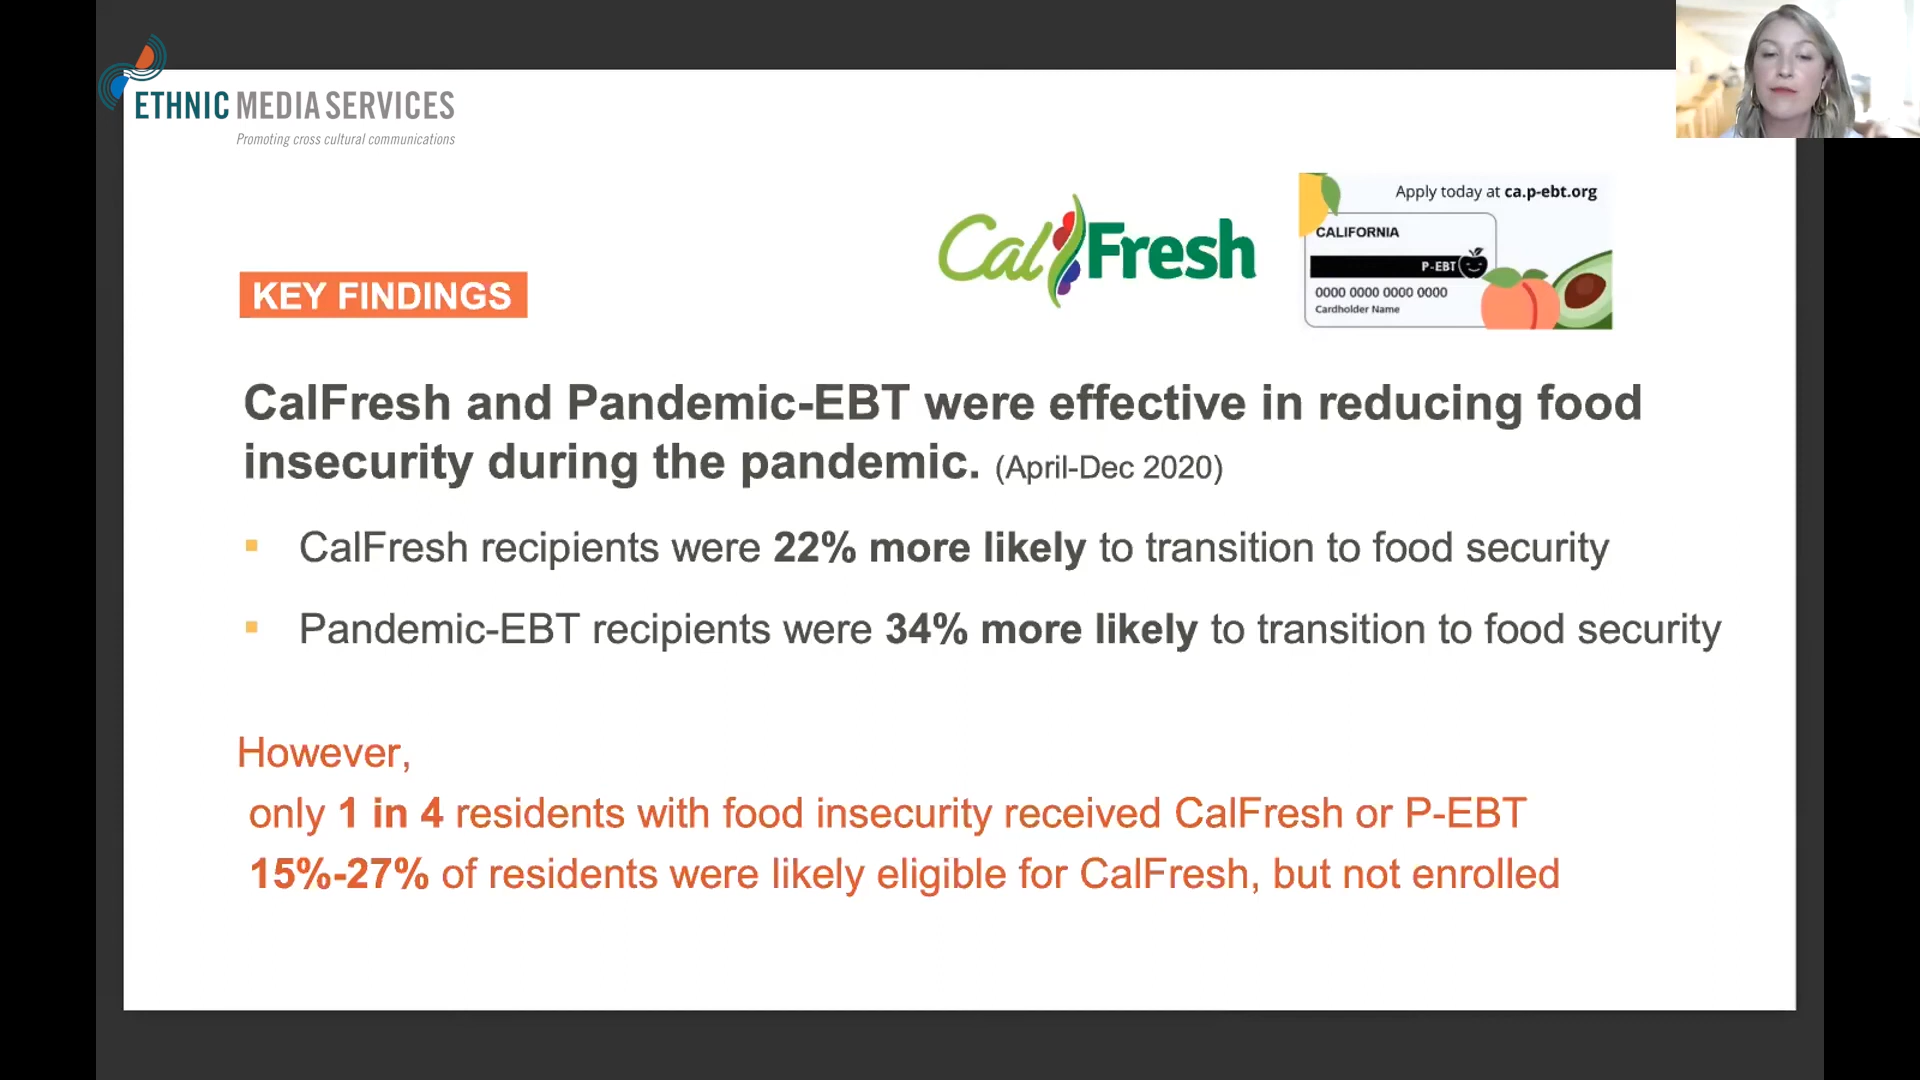 ETHNIC MEDIA SERVICES
Promoting cross cultural communications
CalFresh
Apply today at ca.p-ebt.org
CALIFORNIA
P-EBT
0000 0000 0000 0000
Cardholder Name
KEY FINDINGS
CalFresh and Pandemic-EBT were effective in reducing food
insecurity during the pandemic. (April-Dec 2020)
▪ CalFresh recipients were 22% more likely to transition to food security
▪ Pandemic-EBT recipients were 34% more likely to transition to food security
However,
only 1 in 4 residents with food insecurity received CalFresh or P-EBT
15%-27% of residents were likely eligible for CalFresh, but not enrolled